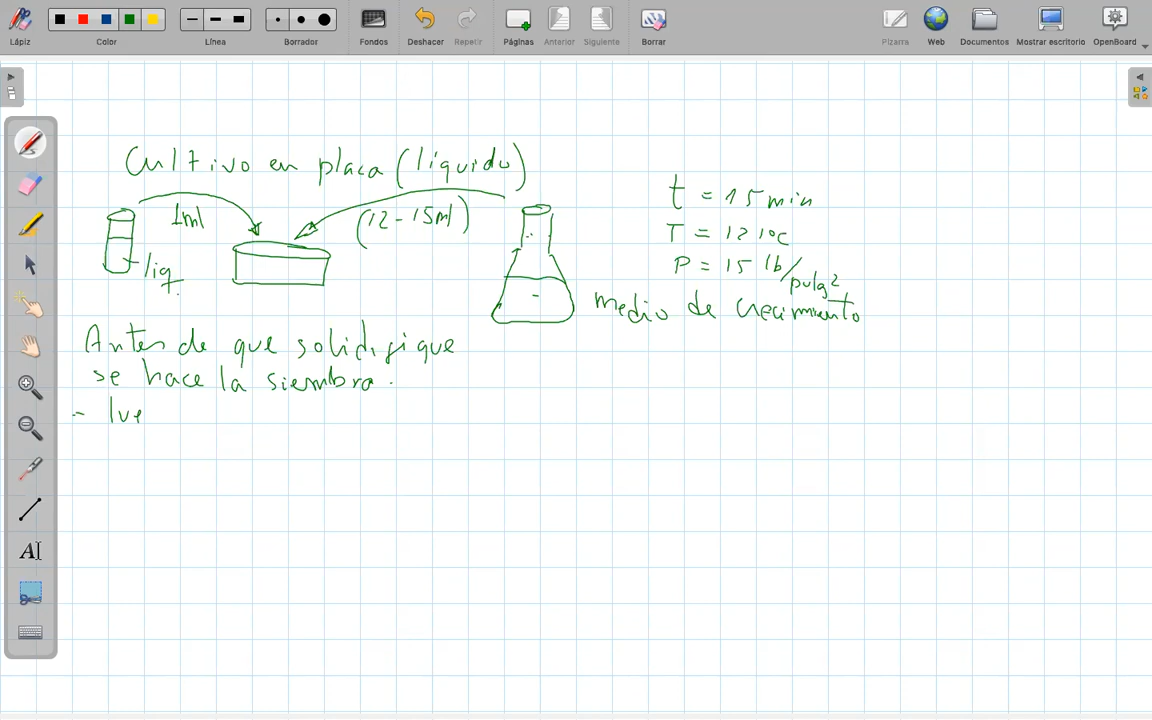 Lápiz
Color
Línea
Borrador
Fondos
Deshacer
Repetir
Páginas
Anterior
Siguiente
Borrar
Pizarra
Web
Documentos
Mostrar escritorio
OpenBoard
Cultivo en placa (líquido)
1ml
(12-15ml)
liq.
t = 15 min
T = 121°C
P = 15 lb/pulg2
medio de crecimiento
Antes de que solidifique
se hace la siembra.
- lue